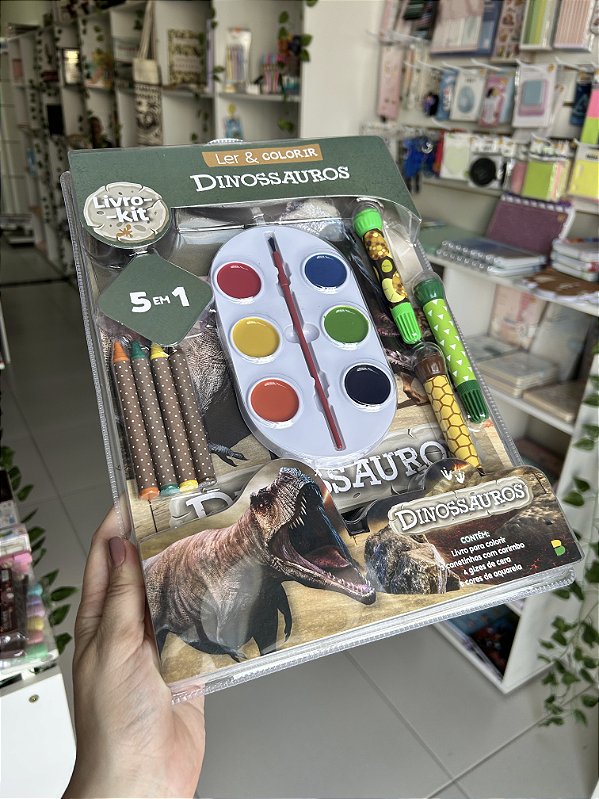 Ler & COLORIR
DINOSSAUROS
Livro-
-kit
5 EM 1
DINOSSAUROS
CONTÉM:
Livro para colorir
canetinhas com carimbo
4 gizes de cera
cores de aquarela